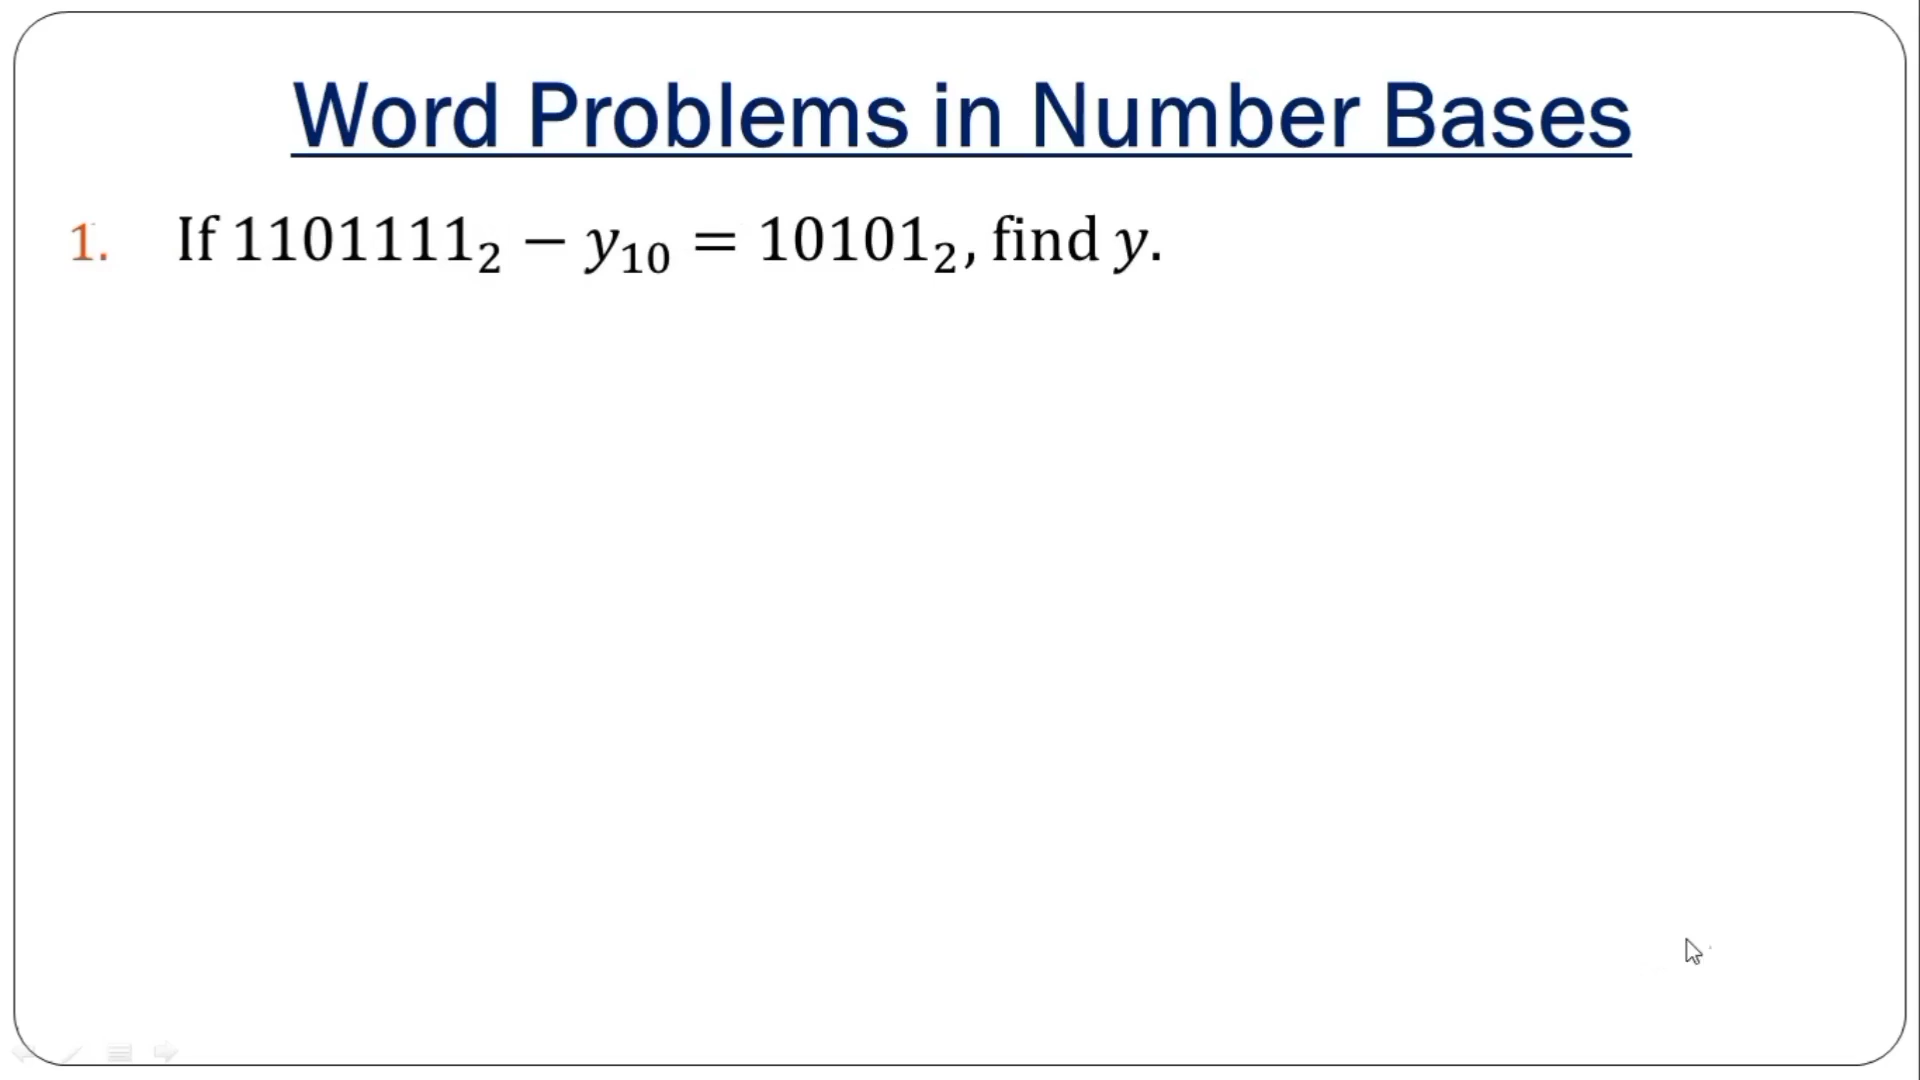 Word Problems in Number Bases
1. If 1101111₂ − y₁₀ = 10101₂, find y.